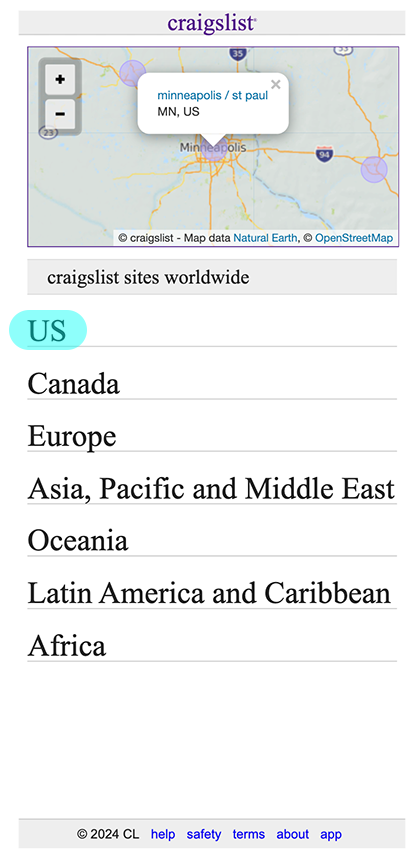 craigslist®
+
−
35
53
×
minneapolis / st paul
MN, US
23
Minneapolis
94
© craigslist - Map data Natural Earth, © OpenStreetMap
craigslist sites worldwide
US
Canada
Europe
Asia, Pacific and Middle East
Oceania
Latin America and Caribbean
Africa
© 2024 CL help safety terms about app